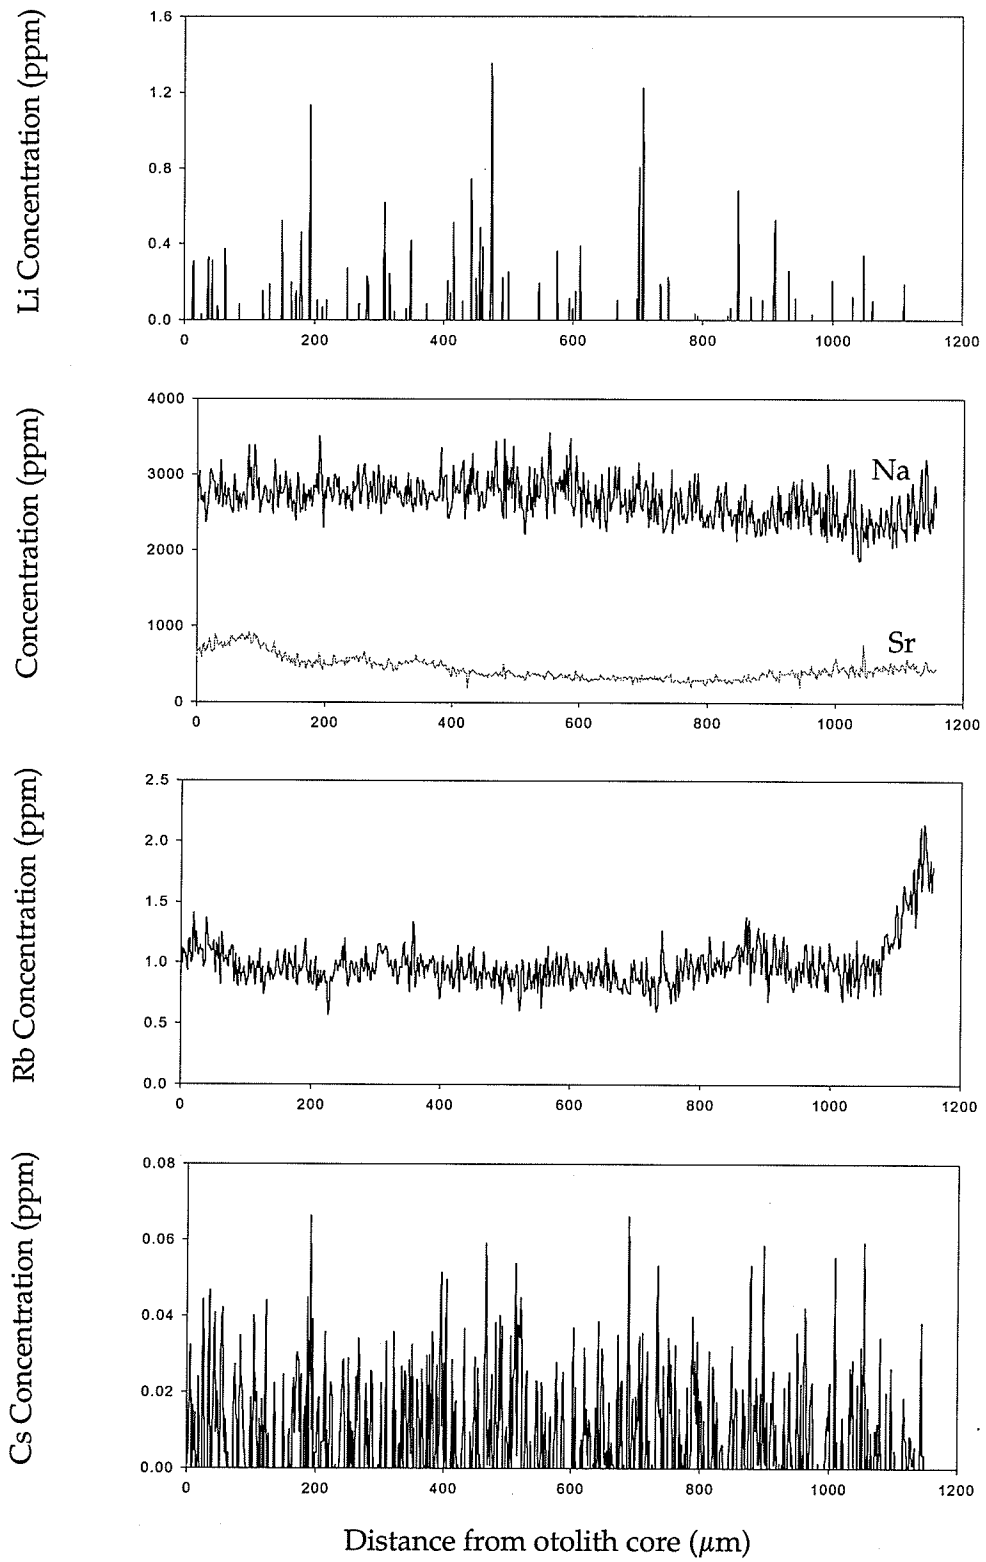 Li Concentration (ppm)
1.6
1.2
0.8
0.4
0.0
0 200 400 600 800 1000 1200
Concentration (ppm)
4000
3000
2000
1000
0
Na
Sr
0 200 400 600 800 1000 1200
Rb Concentration (ppm)
2.5
2.0
1.5
1.0
0.5
0.0
0 200 400 600 800 1000 1200
Cs Concentration (ppm)
0.08
0.06
0.04
0.02
0.00
0 200 400 600 800 1000 1200
Distance from otolith core (μm)